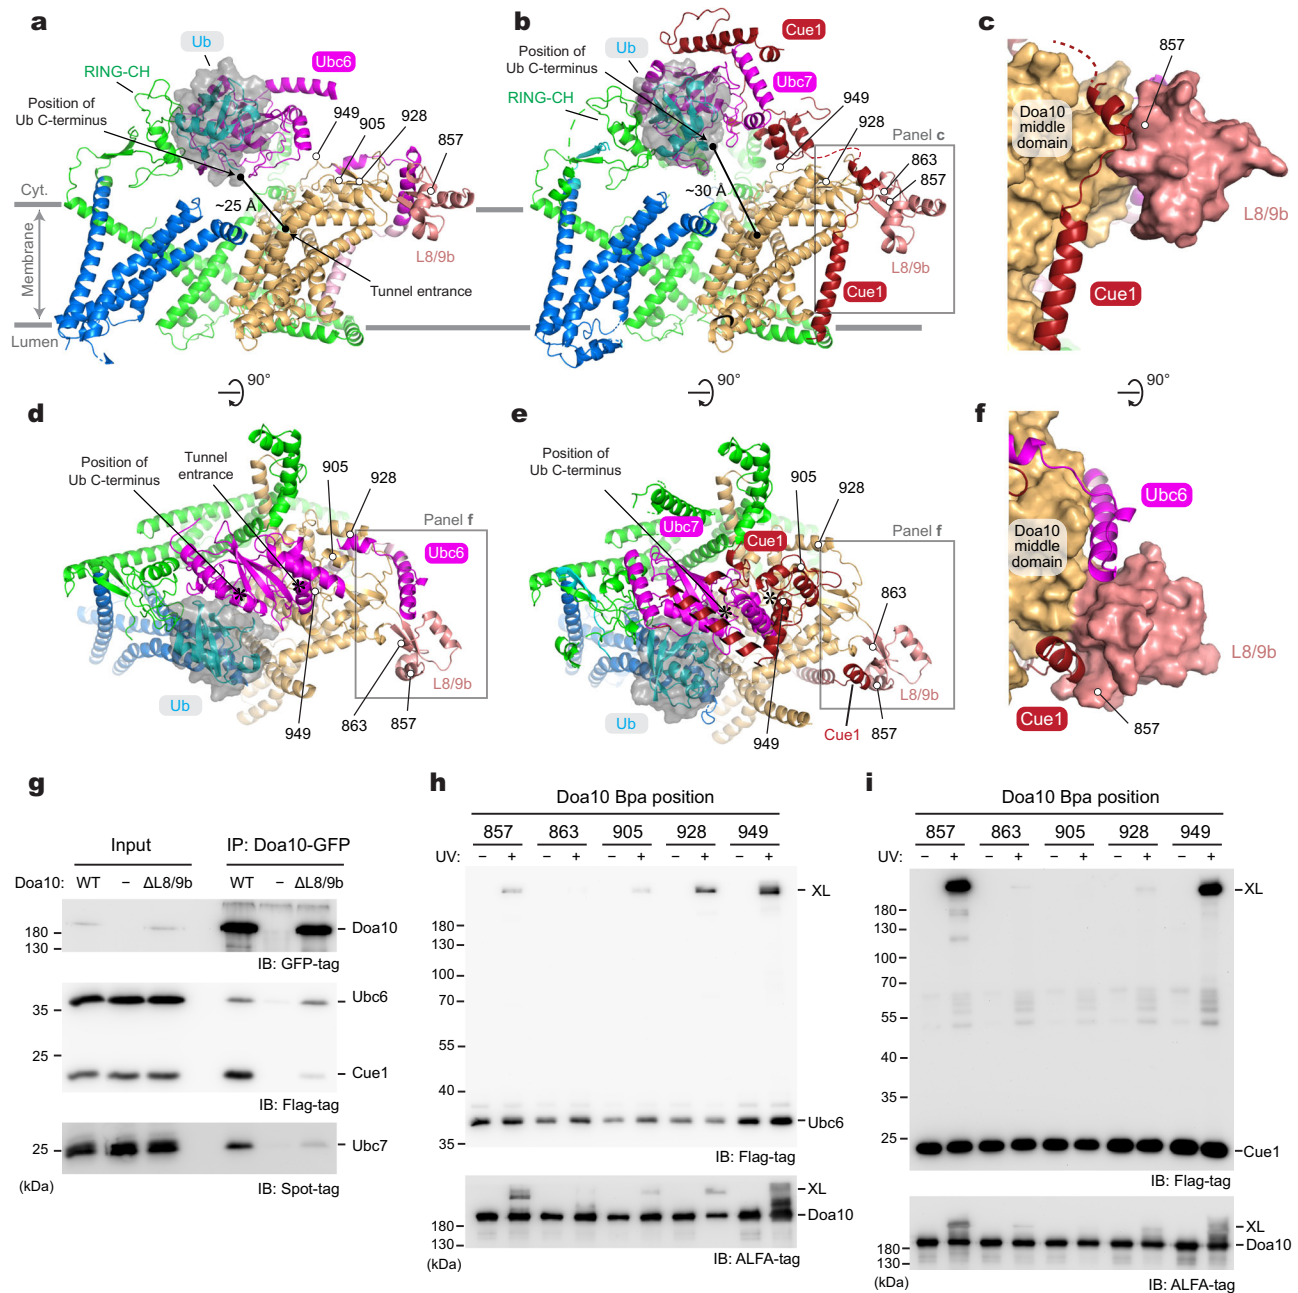 a
Ub
Ubc6
RING-CH
Position of
Ub C-terminus
949
905
928
857
~25 Å
Cyt.
Membrane
Lumen
L8/9b
Tunnel entrance
90°
b
Cue1
Position of
Ub C-terminus
Ub
Ubc7
RING-CH
949
928
Panel c
863
857
~30 Å
L8/9b
Cue1
90°
c
857
Doa10
middle
domain
L8/9b
Cue1
90°
d
Position of
Ub C-terminus
Tunnel
entrance
905
928
Panel f
Ubc6
L8/9b
Ub
949
863
857
e
Position of
Ub C-terminus
905
928
Ubc7
Cue1
Panel f
863
L8/9b
Ub
949
Cue1
857
f
Ubc6
Doa10
middle
domain
L8/9b
Cue1
857
g
Input
IP: Doa10-GFP
Doa10: WT – ΔL8/9b WT – ΔL8/9b
180
130
Doa10
IB: GFP-tag
35
25
Ubc6
Cue1
IB: Flag-tag
25
Ubc7
(kDa)
IB: Spot-tag
h
Doa10 Bpa position
857 863 905 928 949
UV: – + – + – + – + – +
XL
180
130
100
70
55
40
35
Ubc6
IB: Flag-tag
XL
Doa10
180
130
(kDa)
IB: ALFA-tag
i
Doa10 Bpa position
857 863 905 928 949
– + – + – + – + – +
XL
180
130
100
70
55
40
35
25
Cue1
IB: Flag-tag
XL
Doa10
180
130
(kDa)
IB: ALFA-tag